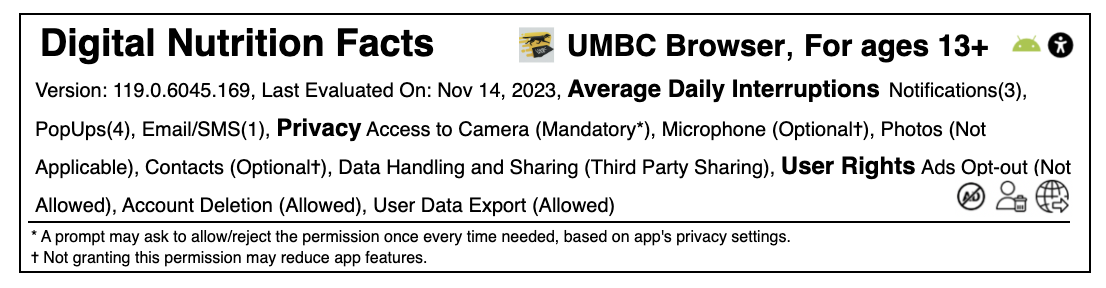 Digital Nutrition Facts UMBC Browser, For ages 13+
Version: 119.0.6045.169, Last Evaluated On: Nov 14, 2023, Average Daily Interruptions Notifications(3),
PopUps(4), Email/SMS(1), Privacy Access to Camera (Mandatory*), Microphone (Optional†), Photos (Not
Applicable), Contacts (Optional†), Data Handling and Sharing (Third Party Sharing), User Rights Ads Opt-out (Not
Allowed), Account Deletion (Allowed), User Data Export (Allowed)
* A prompt may ask to allow/reject the permission once every time needed, based on app's privacy settings.
† Not granting this permission may reduce app features.